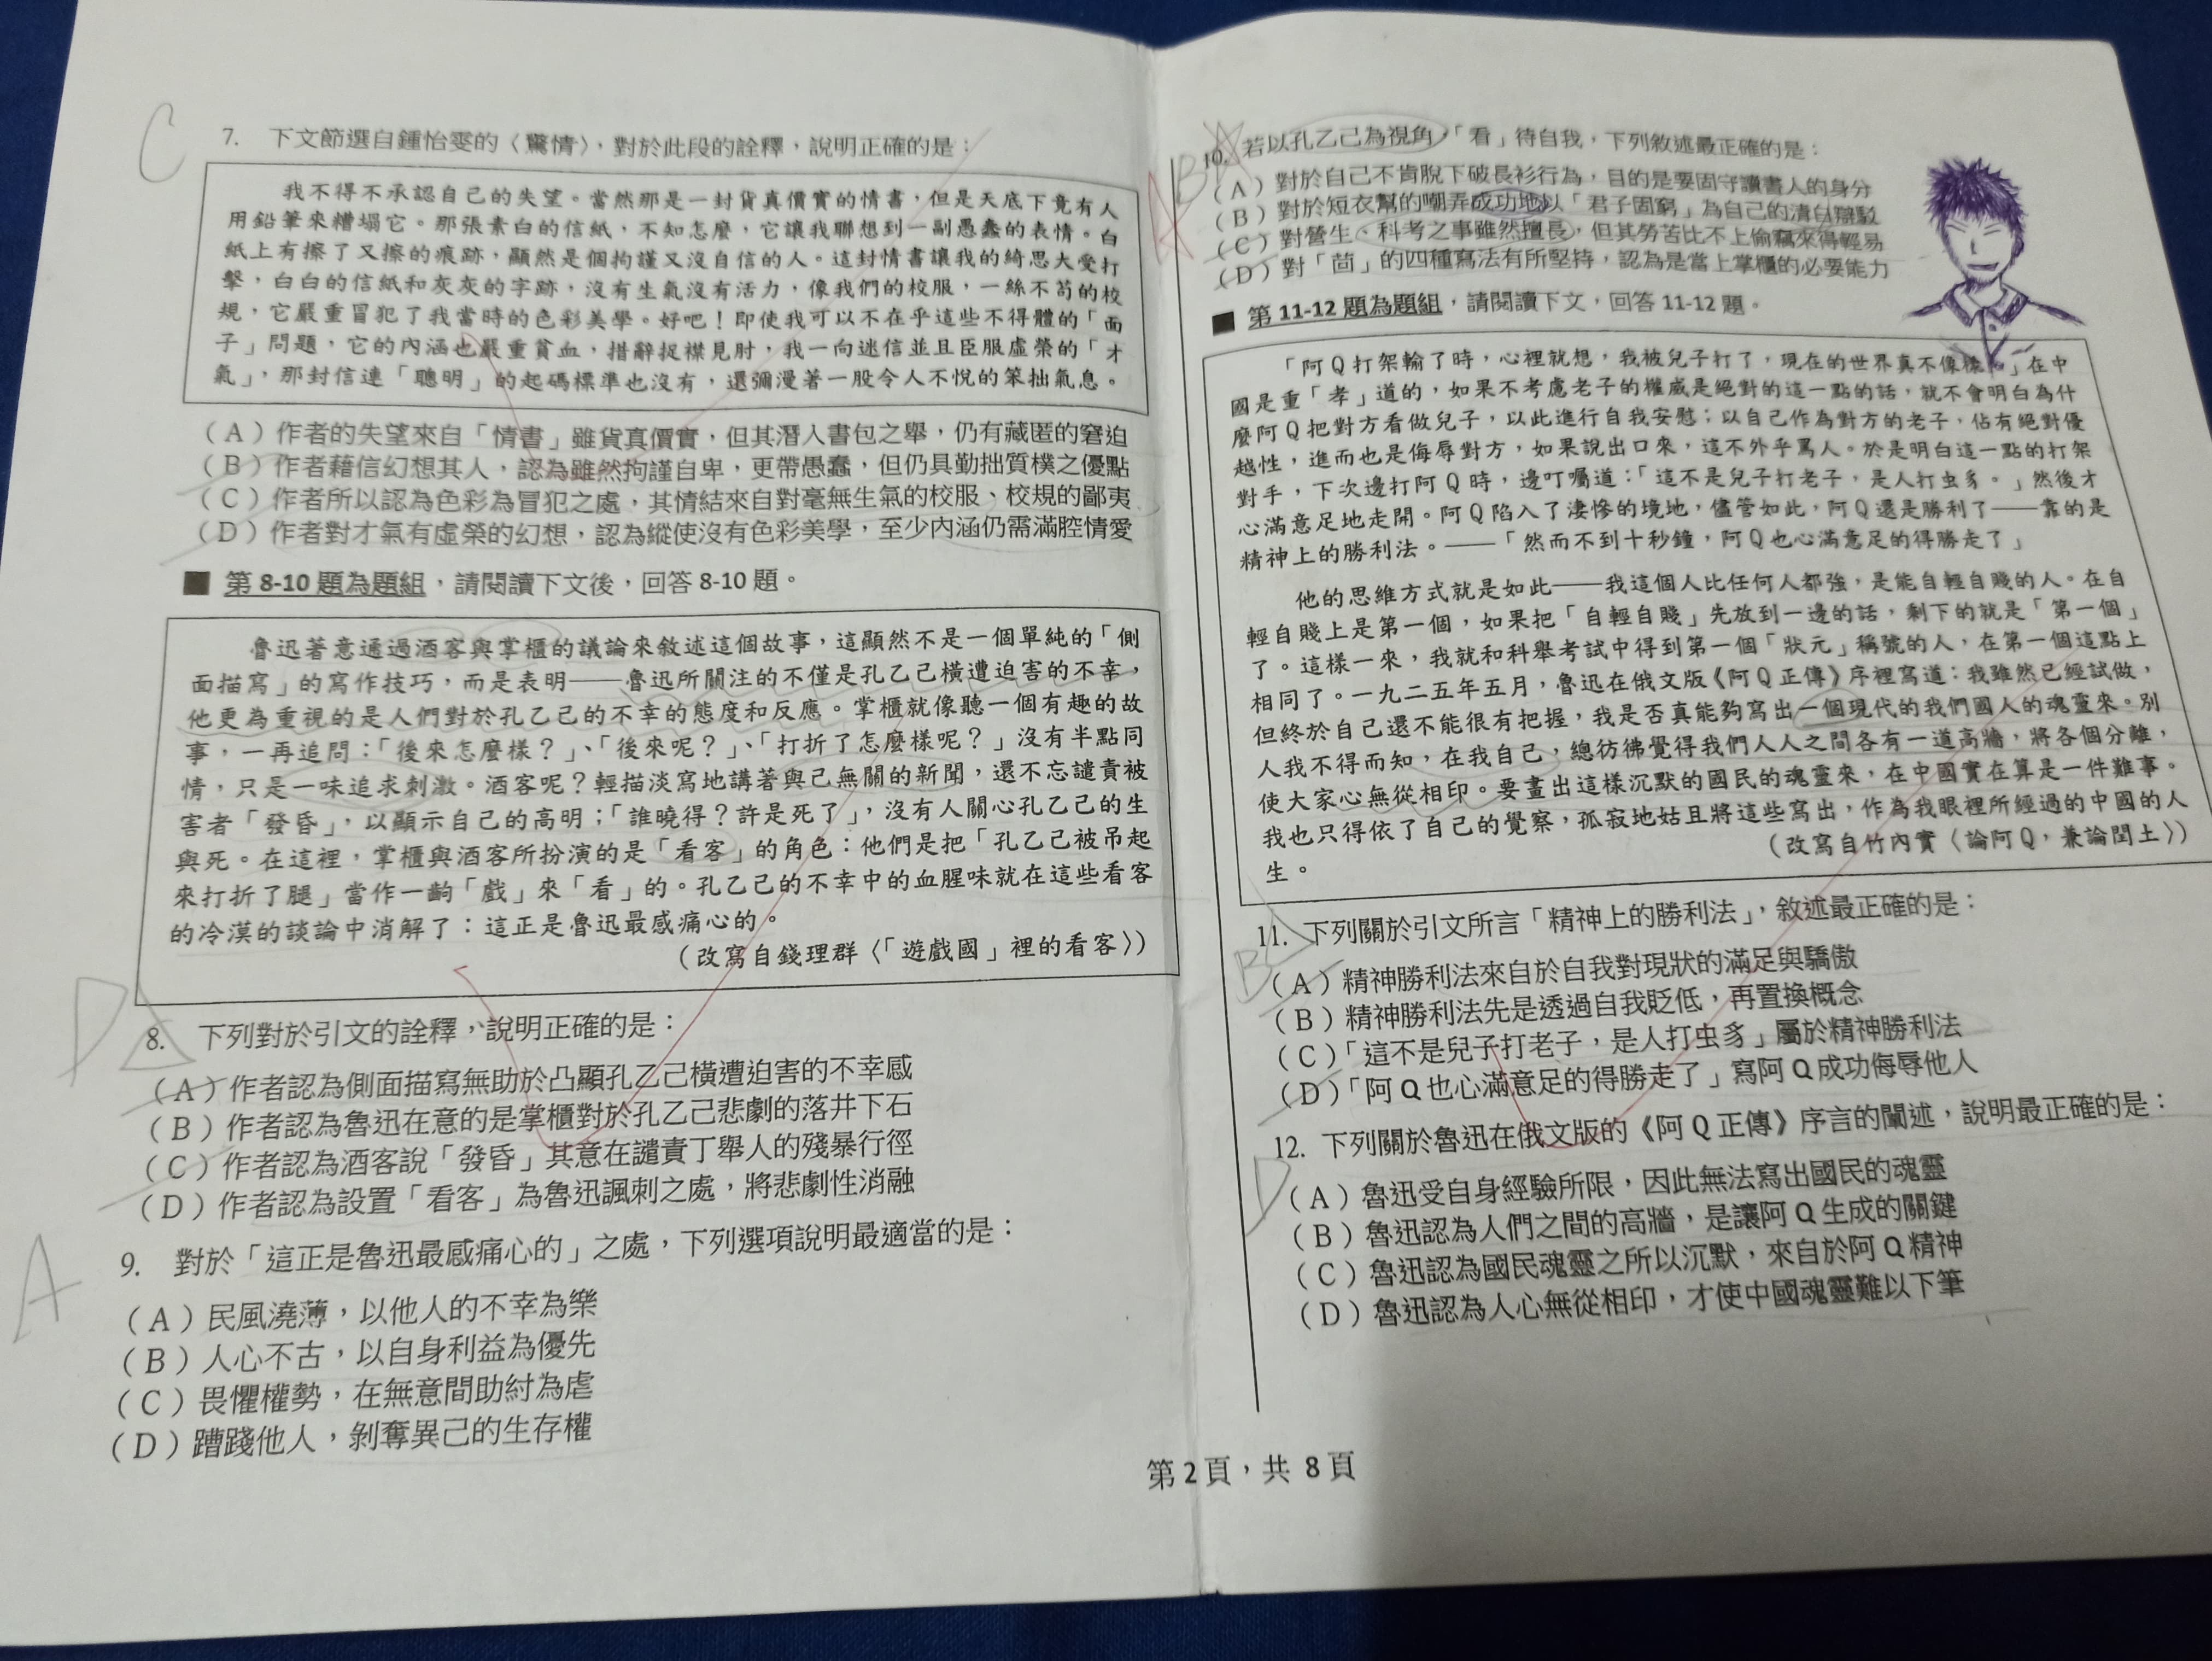 C
7. 下文節選自鍾怡雯的〈驚情〉，對於此段的詮釋，說明正確的是：
我不得不承認自己的失望。當然那是一封貨真價實的情書，但是天底下竟有人
用鉛筆來糟塌它。那張素白的信紙，不知怎麼，它讓我聯想到一副愚蠢的表情。白
紙上有擦了又擦的痕跡，顯然是個拘謹又沒自信的人。這封情書讓我的綺思大受打
擊，白白的信紙和灰灰的字跡，沒有生氣沒有活力，像我們的校服，一絲不苟的校
規，它嚴重冒犯了我當時的色彩美學。好吧！即使我可以不在乎這些不得體的「面
子」問題，它的內涵也嚴重貧血，措辭捉襟見肘，我一向迷信並且臣服虛榮的「才
氣」，那封信連「聰明」的起碼標準也沒有，還彌漫著一股令人不悅的笨拙氣息。
（A）作者的失望來自「情書」雖貨真價實，但其潛入書包之舉，仍有藏匿的窘迫
（B）作者藉信幻想其人，認為雖然拘謹自卑，更帶愚蠢，但仍具勤拙質樸之優點
（C）作者所以認為色彩為冒犯之處，其情結來自對毫無生氣的校服、校規的鄙夷
（D）作者對才氣有虛榮的幻想，認為縱使沒有色彩美學，至少內涵仍需滿腔情愛
■ 第 8-10 題為題組，請閱讀下文後，回答 8-10 題。
魯迅著意通過酒客與掌櫃的議論來敘述這個故事，這顯然不是一個單純的「側
面描寫」的寫作技巧，而是表明——魯迅所關注的不僅是孔乙己橫遭迫害的不幸，
他更為重視的是人們對於孔乙己的不幸的態度和反應。掌櫃就像聽一個有趣的故
事，一再追問：「後來怎麼樣？」、「後來呢？」、「打折了怎麼樣呢？」沒有半點同
情，只是一味追求刺激。酒客呢？輕描淡寫地講著與己無關的新聞，還不忘譴責被
害者「發昏」，以顯示自己的高明；「誰曉得？許是死了」，沒有人關心孔乙己的生
與死。在這裡，掌櫃與酒客所扮演的是「看客」的角色：他們是把「孔乙己被吊起
來打折了腿」當作一齣「戲」來「看」的。孔乙己的不幸中的血腥味就在這些看客
的冷漠的談論中消解了：這正是魯迅最感痛心的。
（改寫自錢理群〈「遊戲國」裡的看客〉）
D
8. 下列對於引文的詮釋，說明正確的是：
（A）作者認為側面描寫無助於凸顯孔乙己橫遭迫害的不幸感
（B）作者認為魯迅在意的是掌櫃對於孔乙己悲劇的落井下石
（C）作者認為酒客說「發昏」其意在譴責丁舉人的殘暴行徑
（D）作者認為設置「看客」為魯迅諷刺之處，將悲劇性消融
A
9. 對於「這正是魯迅最感痛心的」之處，下列選項說明最適當的是：
（A）民風澆薄，以他人的不幸為樂
（B）人心不古，以自身利益為優先
（C）畏懼權勢，在無意間助紂為虐
（D）蹧踐他人，剝奪異己的生存權
B
10. 若以孔乙己為視角，「看」待自我，下列敘述最正確的是：
（A）對於自己不肯脫下破長衫行為，目的是要固守讀書人的身分
（B）對於短衣幫的嘲弄成功地以「君子固窮」為自己的清白辯駁
（C）對營生、科考之事雖然擅長，但其勞苦比不上偷竊來得輕易
（D）對「茴」的四種寫法有所堅持，認為是當上掌櫃的必要能力
■ 第 11-12 題為題組，請閱讀下文，回答 11-12 題。
「阿Q打架輸了時，心裡就想，我被兒子打了，現在的世界真不像樣。」在中
國是重「孝」道的，如果不考慮老子的權威是絕對的這一點的話，就不會明白為什
麼阿Q把對方看做兒子，以此進行自我安慰；以自己作為對方的老子，佔有絕對優
越性，進而也是侮辱對方，如果說出口來，這不外乎罵人。於是明白這一點的打架
對手，下次邊打阿Q時，邊叮囑道：「這不是兒子打老子，是人打虫豸。」然後才
心滿意足地走開。阿Q陷入了淒慘的境地，儘管如此，阿Q還是勝利了——靠的是
精神上的勝利法。——「然而不到十秒鐘，阿Q也心滿意足的得勝走了」
他的思維方式就是如此——我這個人比任何人都強，是能自輕自賤的人。在自
輕自賤上是第一個，如果把「自輕自賤」先放到一邊的話，剩下的就是「第一個」
了。這樣一來，我就和科舉考試中得到第一個「狀元」稱號的人，在第一個這點上
相同了。一九二五年五月，魯迅在俄文版《阿Q正傳》序裡寫道：我雖然已經試做，
但終於自己還不能很有把握，我是否真能夠寫出一個現代的我們國人的魂靈來。別
人我不得而知，在我自己，總彷彿覺得我們人人之間各有一道高牆，將各個分離，
使大家心無從相印。要畫出這樣沉默的國民的魂靈來，在中國實在算是一件難事。
我也只得依了自己的覺察，孤寂地姑且將這些寫出，作為我眼裡所經過的中國的人
生。
（改寫自竹內實〈論阿Q，兼論閏土〉）
B
11. 下列關於引文所言「精神上的勝利法」，敘述最正確的是：
（A）精神勝利法來自於自我對現狀的滿足與驕傲
（B）精神勝利法先是透過自我貶低，再置換概念
（C）「這不是兒子打老子，是人打虫豸」屬於精神勝利法
（D）「阿Q也心滿意足的得勝走了」寫阿Q成功侮辱他人
D
12. 下列關於魯迅在俄文版的《阿Q正傳》序言的闡述，說明最正確的是：
（A）魯迅受自身經驗所限，因此無法寫出國民的魂靈
（B）魯迅認為人們之間的高牆，是讓阿Q生成的關鍵
（C）魯迅認為國民魂靈之所以沉默，來自於阿Q精神
（D）魯迅認為人心無從相印，才使中國魂靈難以下筆
第2頁，共 8 頁